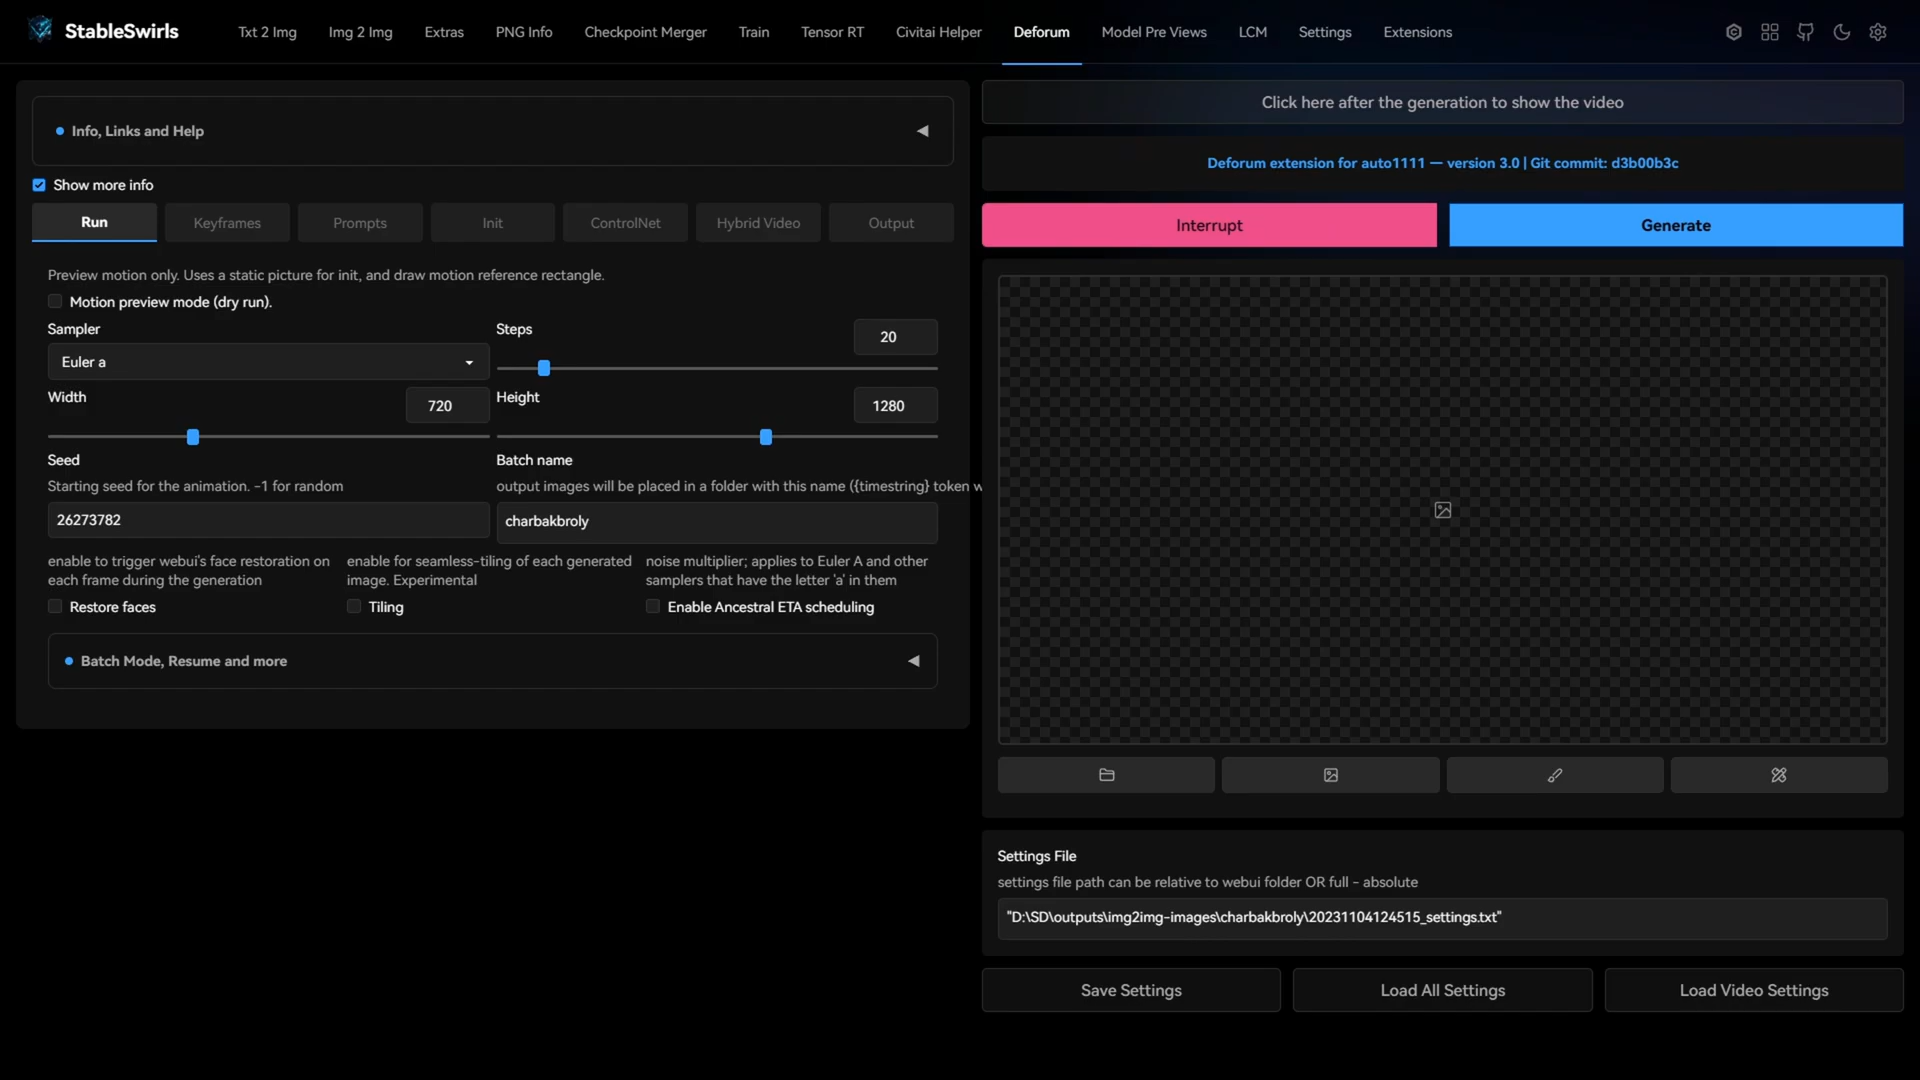 StableSwirls
Txt 2 Img
Img 2 Img
Extras
PNG Info
Checkpoint Merger
Train
Tensor RT
Civitai Helper
Deforum
Model Pre Views
LCM
Settings
Extensions
Info, Links and Help
Show more info
Run
Keyframes
Prompts
Init
ControlNet
Hybrid Video
Output
Preview motion only. Uses a static picture for init, and draw motion reference rectangle.
Motion preview mode (dry run).
Sampler
Euler a
Steps
20
Width
720
Height
1280
Seed
Starting seed for the animation. -1 for random
26273782
Batch name
output images will be placed in a folder with this name ({timestring} token w
charbakbroly
enable to trigger webui's face restoration on
each frame during the generation
Restore faces
enable for seamless-tiling of each generated
image. Experimental
Tiling
noise multiplier; applies to Euler A and other
samplers that have the letter 'a' in them
Enable Ancestral ETA scheduling
Batch Mode, Resume and more
Click here after the generation to show the video
Deforum extension for auto1111 — version 3.0 | Git commit: d3b00b3c
Interrupt
Generate
Settings File
settings file path can be relative to webui folder OR full - absolute
"D:\SD\outputs\img2img-images\charbakbroly\20231104124515_settings.txt"
Save Settings
Load All Settings
Load Video Settings